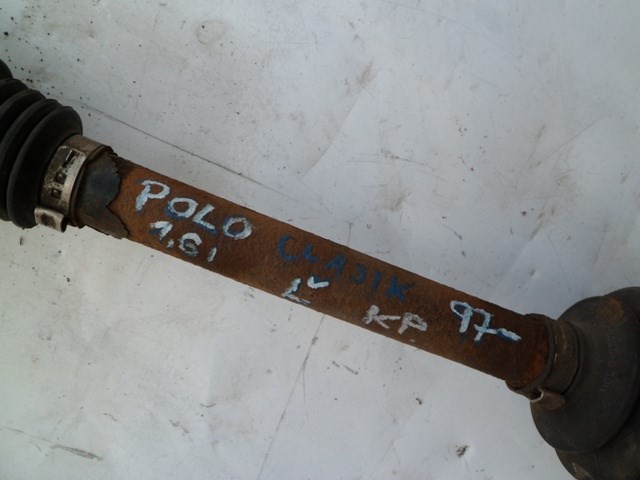 POLO CLASIK 97~
1,6i Ľ KP